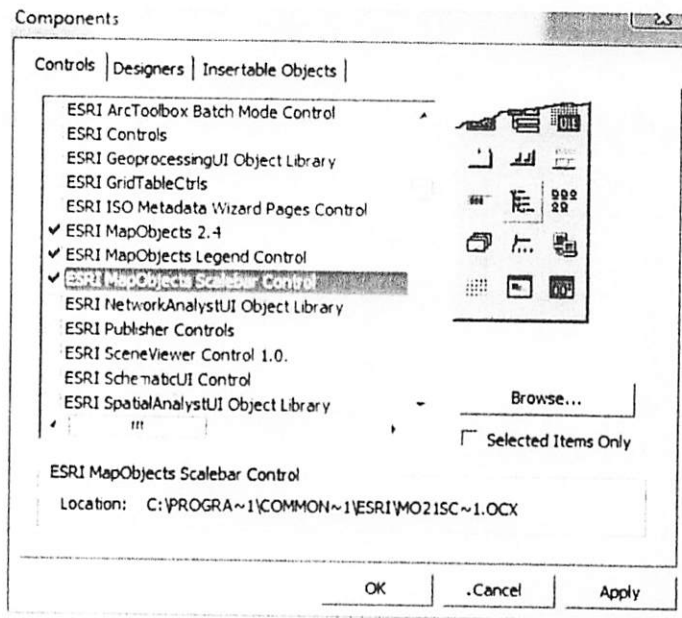 Components
Controls
Designers
Insertable Objects
ESRI ArcToolbox Batch Mode Control
ESRI Controls
ESRI GeoprocessingUI Object Library
ESRI GridTableCtrls
ESRI ISO Metadata Wizard Pages Control
ESRI MapObjects 2.4
ESRI MapObjects Legend Control
ESRI MapObjects Scalebar Control
ESRI NetworkAnalystUI Object Library
ESRI Publisher Controls
ESRI SceneViewer Control 1.0.
ESRI SchematicUI Control
ESRI SpatialAnalystUI Object Library
Browse...
Selected Items Only
ESRI MapObjects Scalebar Control
Location: C:\PROGRA~1\COMMON~1\ESRI\MO21SC~1.OCX
OK
.Cancel
Apply